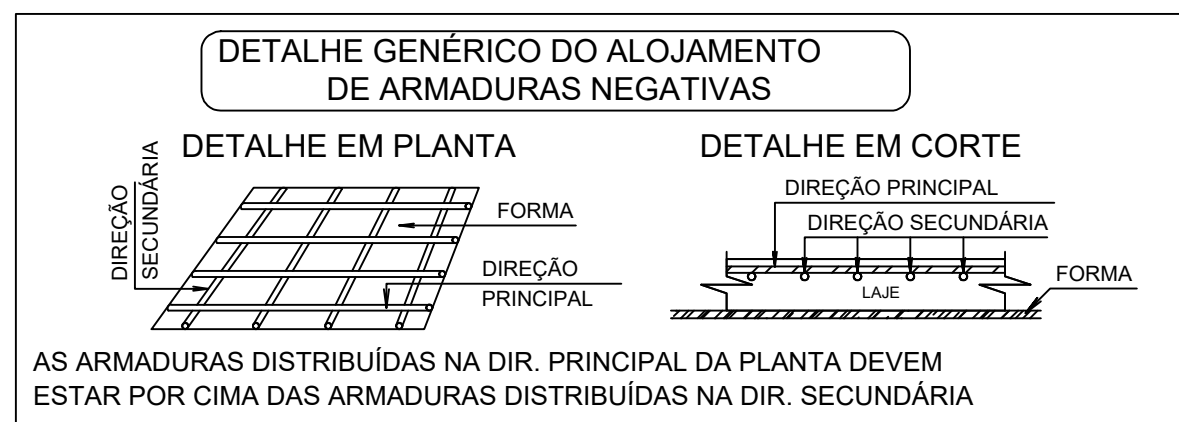 DETALHE GENÉRICO DO ALOJAMENTO
DE ARMADURAS NEGATIVAS
DETALHE EM PLANTA
DIREÇÃO
SECUNDÁRIA
FORMA
DIREÇÃO
PRINCIPAL
DETALHE EM CORTE
DIREÇÃO PRINCIPAL
DIREÇÃO SECUNDÁRIA
LAJE
FORMA
AS ARMADURAS DISTRIBUÍDAS NA DIR. PRINCIPAL DA PLANTA DEVEM
ESTAR POR CIMA DAS ARMADURAS DISTRIBUÍDAS NA DIR. SECUNDÁRIA